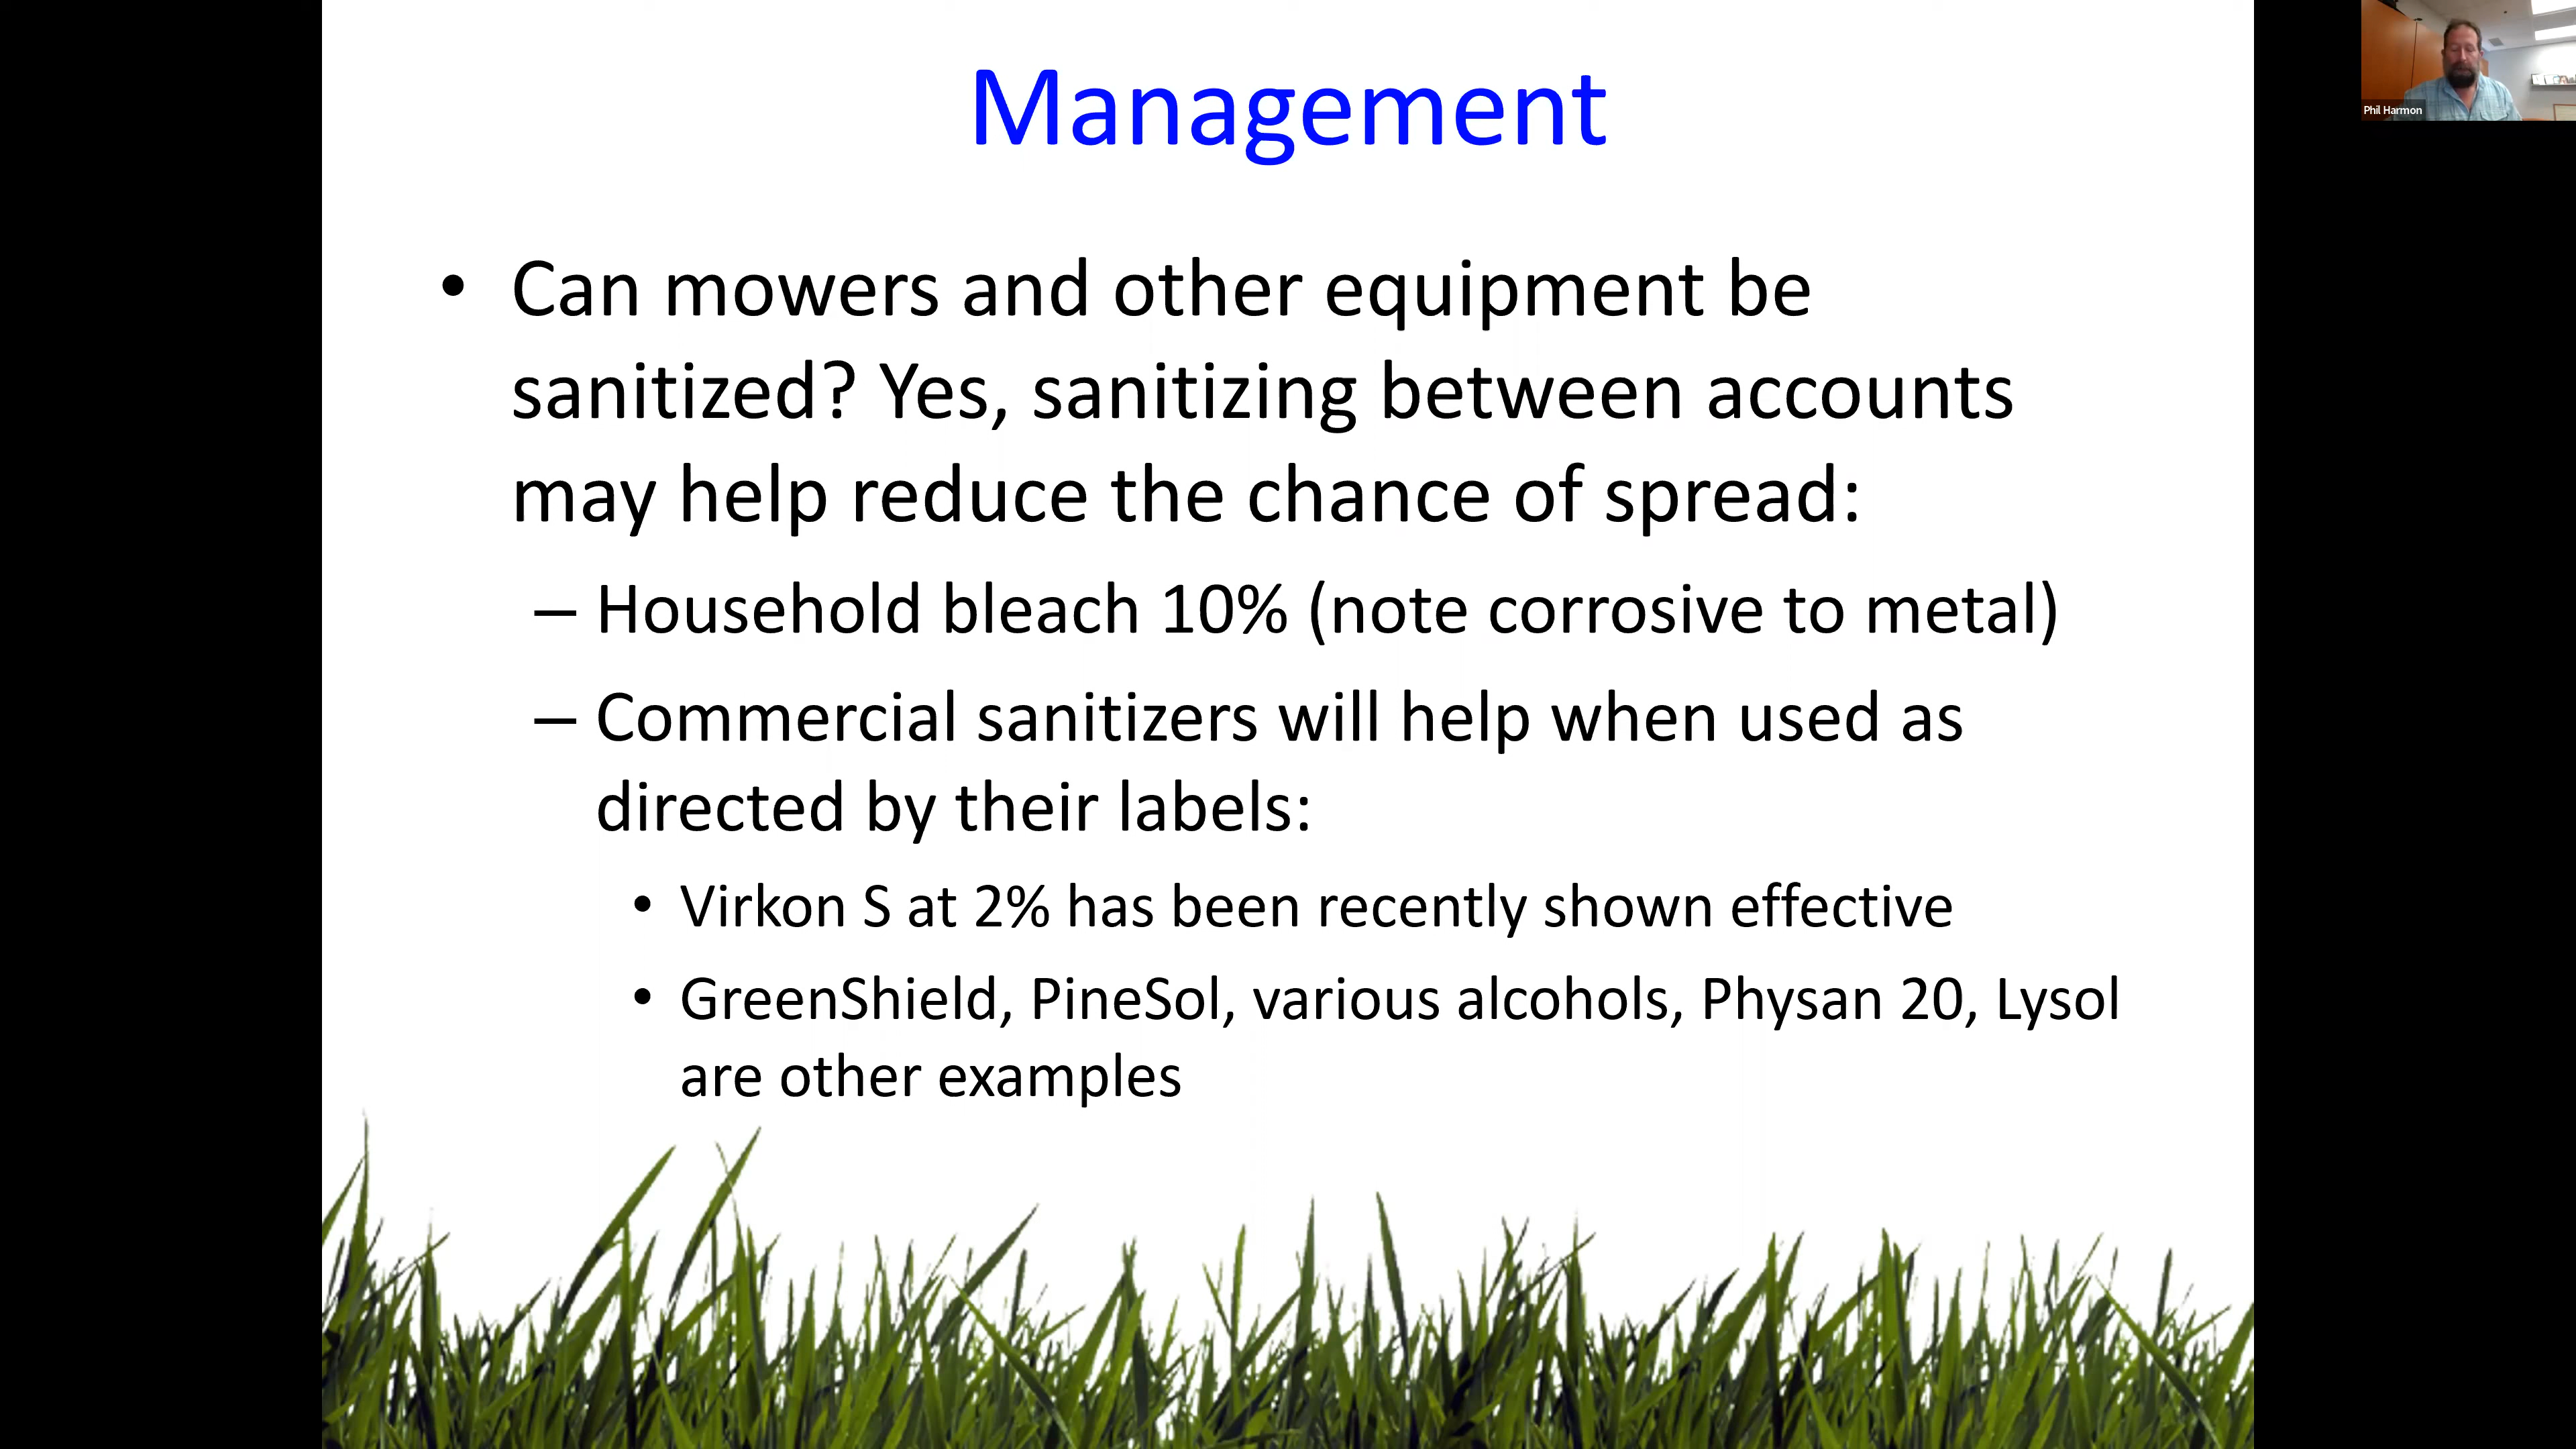 Management
Phil Harmon
• Can mowers and other equipment be
sanitized? Yes, sanitizing between accounts
may help reduce the chance of spread:
– Household bleach 10% (note corrosive to metal)
– Commercial sanitizers will help when used as
directed by their labels:
• Virkon S at 2% has been recently shown effective
• GreenShield, PineSol, various alcohols, Physan 20, Lysol
are other examples